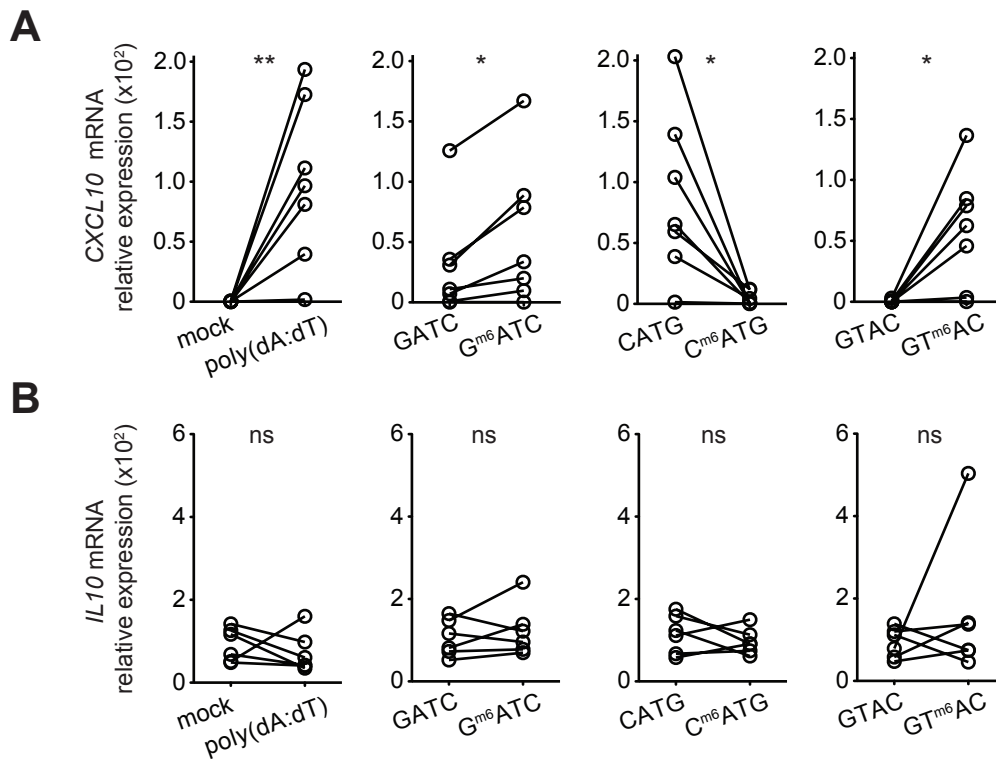 A
CXCL10 mRNA
relative expression (x10²)
2.0
1.5
1.0
0.5
0
**
mock
poly(dA:dT)
2.0
1.5
1.0
0.5
0
*
GATC
Gᵐ⁶ATC
2.0
1.5
1.0
0.5
0
*
CATG
Cᵐ⁶ATG
2.0
1.5
1.0
0.5
0
*
GTAC
GTᵐ⁶AC
B
IL10 mRNA
relative expression (x10²)
6
4
2
0
ns
mock
poly(dA:dT)
6
4
2
0
ns
GATC
Gᵐ⁶ATC
6
4
2
0
ns
CATG
Cᵐ⁶ATG
6
4
2
0
ns
GTAC
GTᵐ⁶AC